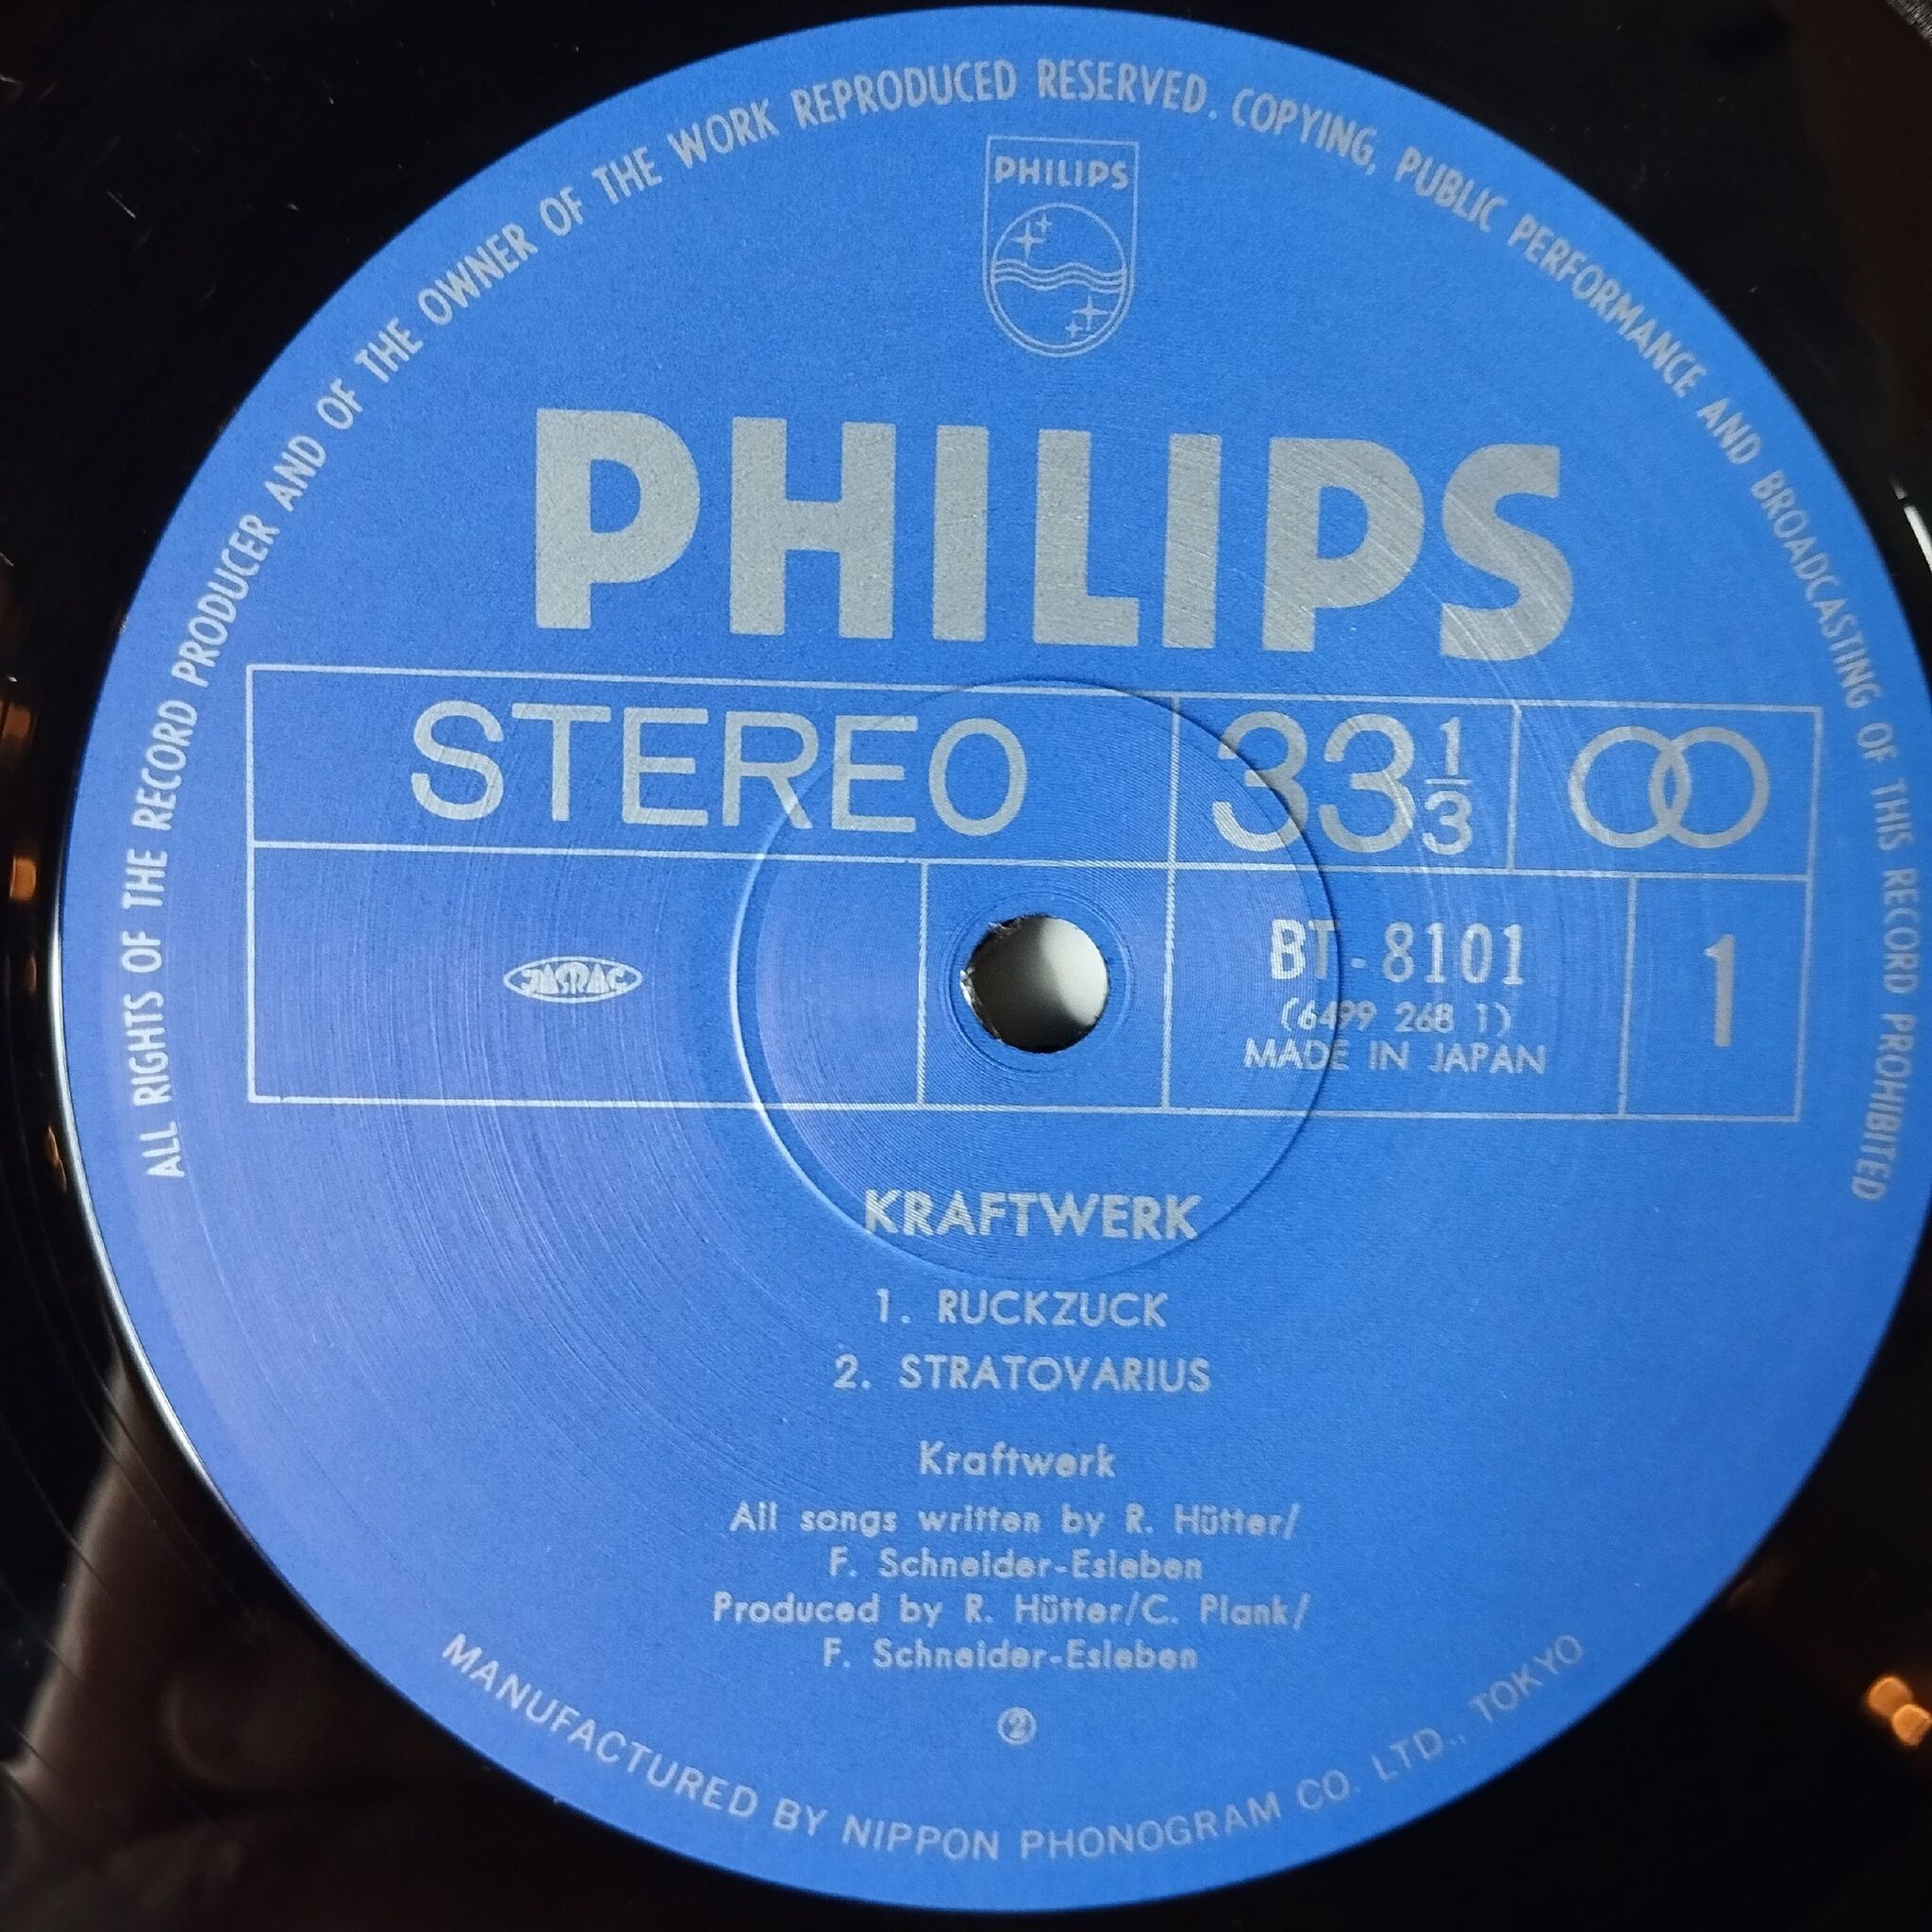 ALL RIGHTS OF THE RECORD PRODUCER AND OF THE OWNER OF THE WORK REPRODUCED RESERVED. COPYING, PUBLIC PERFORMANCE AND BROADCASTING OF THIS RECORD PROHIBITED
PHILIPS
PHILIPS
STEREO 33 1/3
JASRAC
BT-8101 1
(6499 268 1)
MADE IN JAPAN
KRAFTWERK
1. RUCKZUCK
2. STRATOVARIUS
Kraftwerk
All songs written by R. Hütter/
F. Schneider-Esleben
Produced by R. Hütter/C. Plank/
F. Schneider-Esleben
②
MANUFACTURED BY NIPPON PHONOGRAM CO. LTD., TOKYO